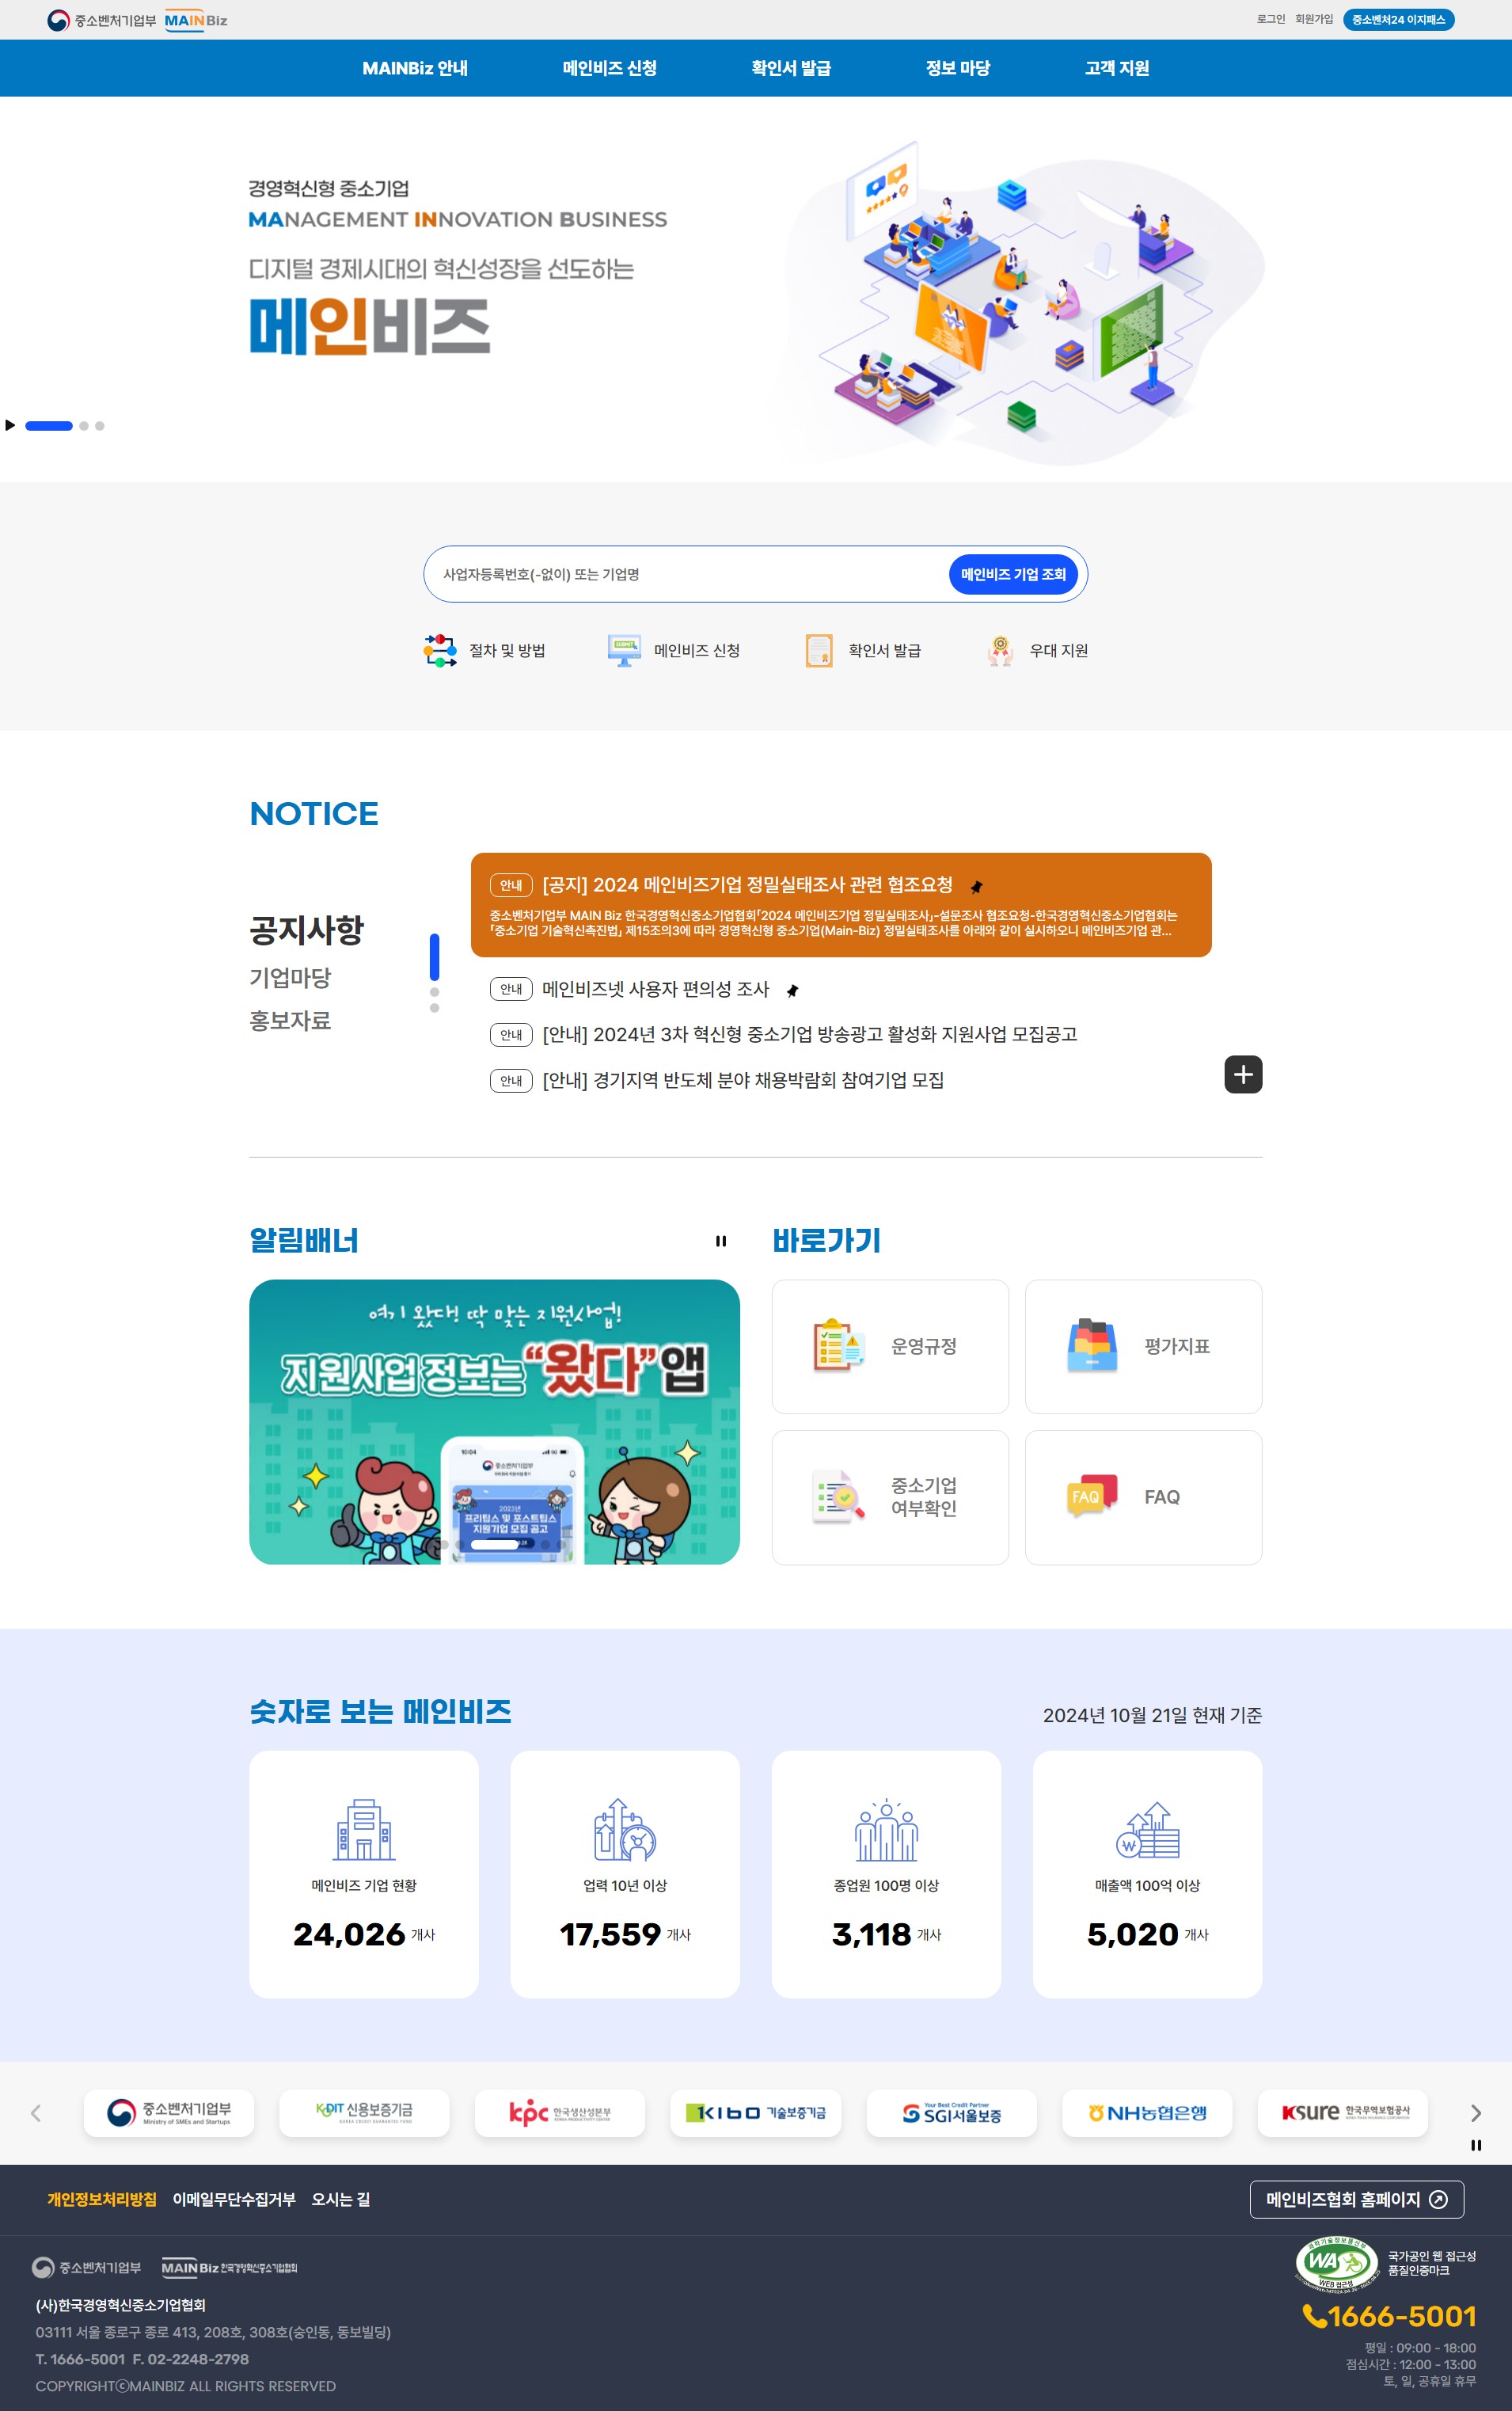 중소벤처기업부
MAINBiz
로그인
회원가입
중소벤처24 이지패스
MAINBiz 안내
메인비즈 신청
확인서 발급
정보 마당
고객 지원
경영혁신형 중소기업
MANAGEMENT INNOVATION BUSINESS
디지털 경제시대의 혁신성장을 선도하는
메인비즈
사업자등록번호(-없이) 또는 기업명
메인비즈 기업 조회
절차 및 방법
메인비즈 신청
확인서 발급
우대 지원
NOTICE
공지사항
기업마당
홍보자료
안내 [공지] 2024 메인비즈기업 정밀실태조사 관련 협조요청
중소벤처기업부 MAIN Biz 한국경영혁신중소기업협회「2024 메인비즈기업 정밀실태조사」-설문조사 협조요청-한국경영혁신중소기업협회는
「중소기업 기술혁신촉진법」 제15조의3에 따라 경영혁신형 중소기업(Main-Biz) 정밀실태조사를 아래와 같이 실시하오니 메인비즈기업 관...
안내 메인비즈넷 사용자 편의성 조사
안내 [안내] 2024년 3차 혁신형 중소기업 방송광고 활성화 지원사업 모집공고
안내 [안내] 경기지역 반도체 분야 채용박람회 참여기업 모집
알림배너
여기 왔다! 딱 맞는 지원사업!
지원사업 정보는 “왔다” 앱
10:04
중소벤처기업부
2023년
프리팁스 및 포스트팁스
지원기업 모집 공고
바로가기
운영규정
평가지표
중소기업
여부확인
FAQ
FAQ
숫자로 보는 메인비즈
2024년 10월 21일 현재 기준
메인비즈 기업 현황
24,026 개사
업력 10년 이상
17,559 개사
종업원 100명 이상
3,118 개사
매출액 100억 이상
5,020 개사
중소벤처기업부
Ministry of SMEs and Startups
KODIT 신용보증기금
KOREA CREDIT GUARANTEE FUND
kpc 한국생산성본부
KOREA PRODUCTIVITY CENTER
KIBO 기술보증기금
Your Best Credit Partner
SGI서울보증
NH농협은행
Ksure 한국무역보험공사
개인정보처리방침
이메일무단수집거부
오시는 길
메인비즈협회 홈페이지
중소벤처기업부
MAINBiz 한국경영혁신중소기업협회
(사)한국경영혁신중소기업협회
03111 서울 종로구 종로 413, 208호, 308호(숭인동, 동보빌딩)
T. 1666-5001 F. 02-2248-2798
COPYRIGHTⓒMAINBIZ ALL RIGHTS RESERVED
과학기술정보통신부
WA
WEB 접근성
국가공인 웹 접근성
품질인증마크
1666-5001
평일 : 09:00 - 18:00
점심시간 : 12:00 - 13:00
토, 일, 공휴일 휴무